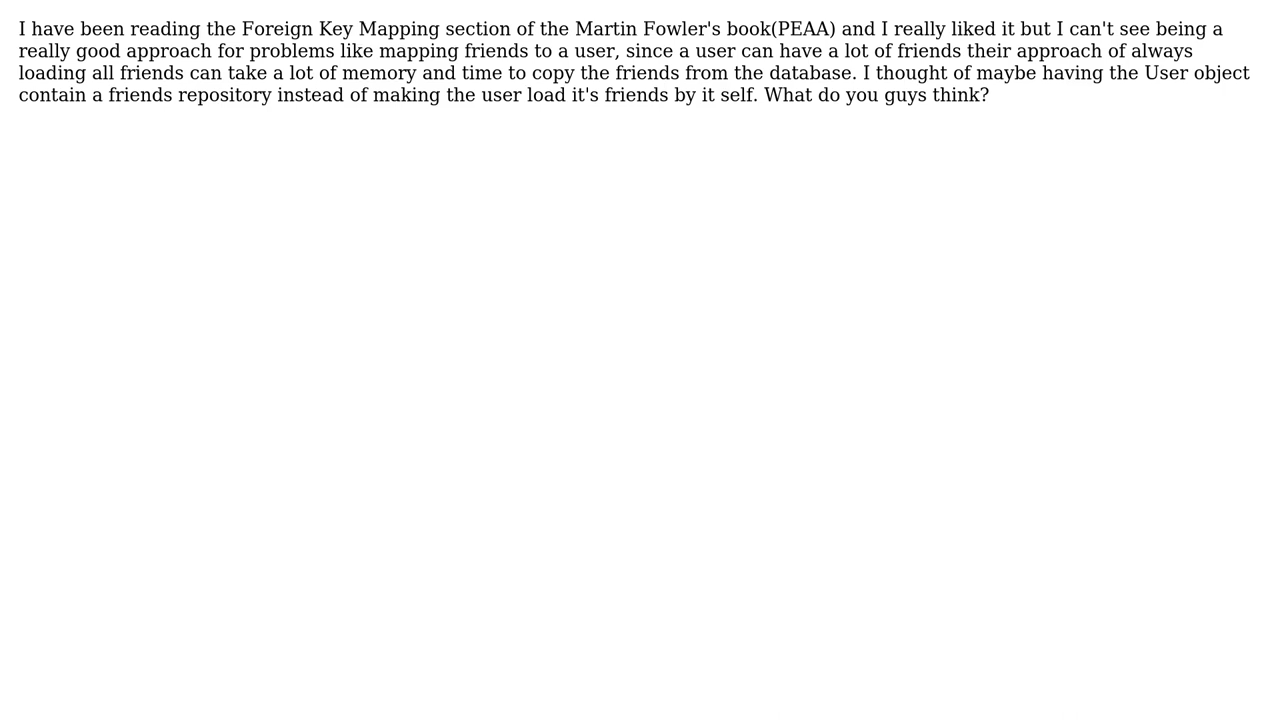 I have been reading the Foreign Key Mapping section of the Martin Fowler's book(PEAA) and I really liked it but I can't see being a
really good approach for problems like mapping friends to a user, since a user can have a lot of friends their approach of always
loading all friends can take a lot of memory and time to copy the friends from the database. I thought of maybe having the User object
contain a friends repository instead of making the user load it's friends by it self. What do you guys think?